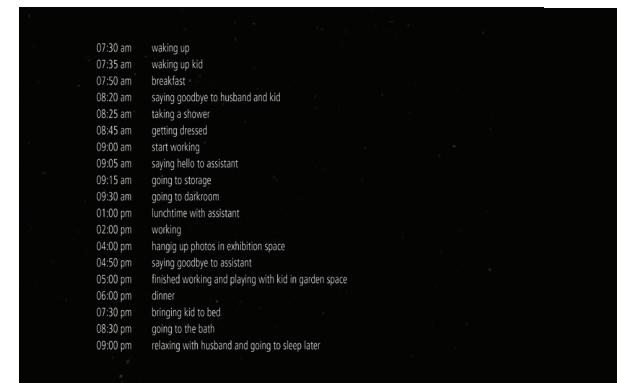 07:30 am waking up
07:35 am waking up kid
07:50 am breakfast
08:20 am saying goodbye to husband and kid
08:25 am taking a shower
08:45 am getting dressed
09:00 am start working
09:05 am saying hello to assistant
09:15 am going to storage
09:30 am going to darkroom
01:00 pm lunchtime with assistant
02:00 pm working
04:00 pm hangig up photos in exhibition space
04:50 pm saying goodbye to assistant
05:00 pm finished working and playing with kid in garden space
06:00 pm dinner
07:30 pm bringing kid to bed
08:30 pm going to the bath
09:00 pm relaxing with husband and going to sleep later